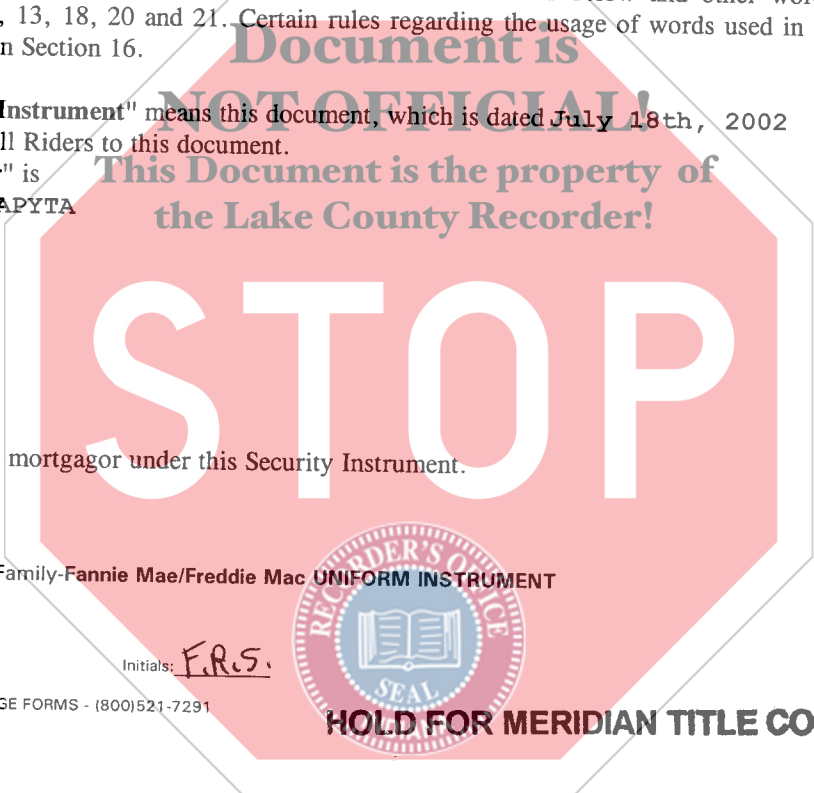 , 13, 18, 20 and 21. Certain rules regarding the usage of words used in
n Section 16.
Document is
Instrument" means this document, which is dated July 18th, 2002
NOT OFFICIAL!
ll Riders to this document.
" is
This Document is the property of
APYTA
the Lake County Recorder!
STOP
mortgagor under this Security Instrument.
RECORDER'S OFFICE
Family-Fannie Mae/Freddie Mac UNIFORM INSTRUMENT
Initials: F.R.S.
SEAL
GE FORMS - (800)521-7291
HOLD FOR MERIDIAN TITLE CO